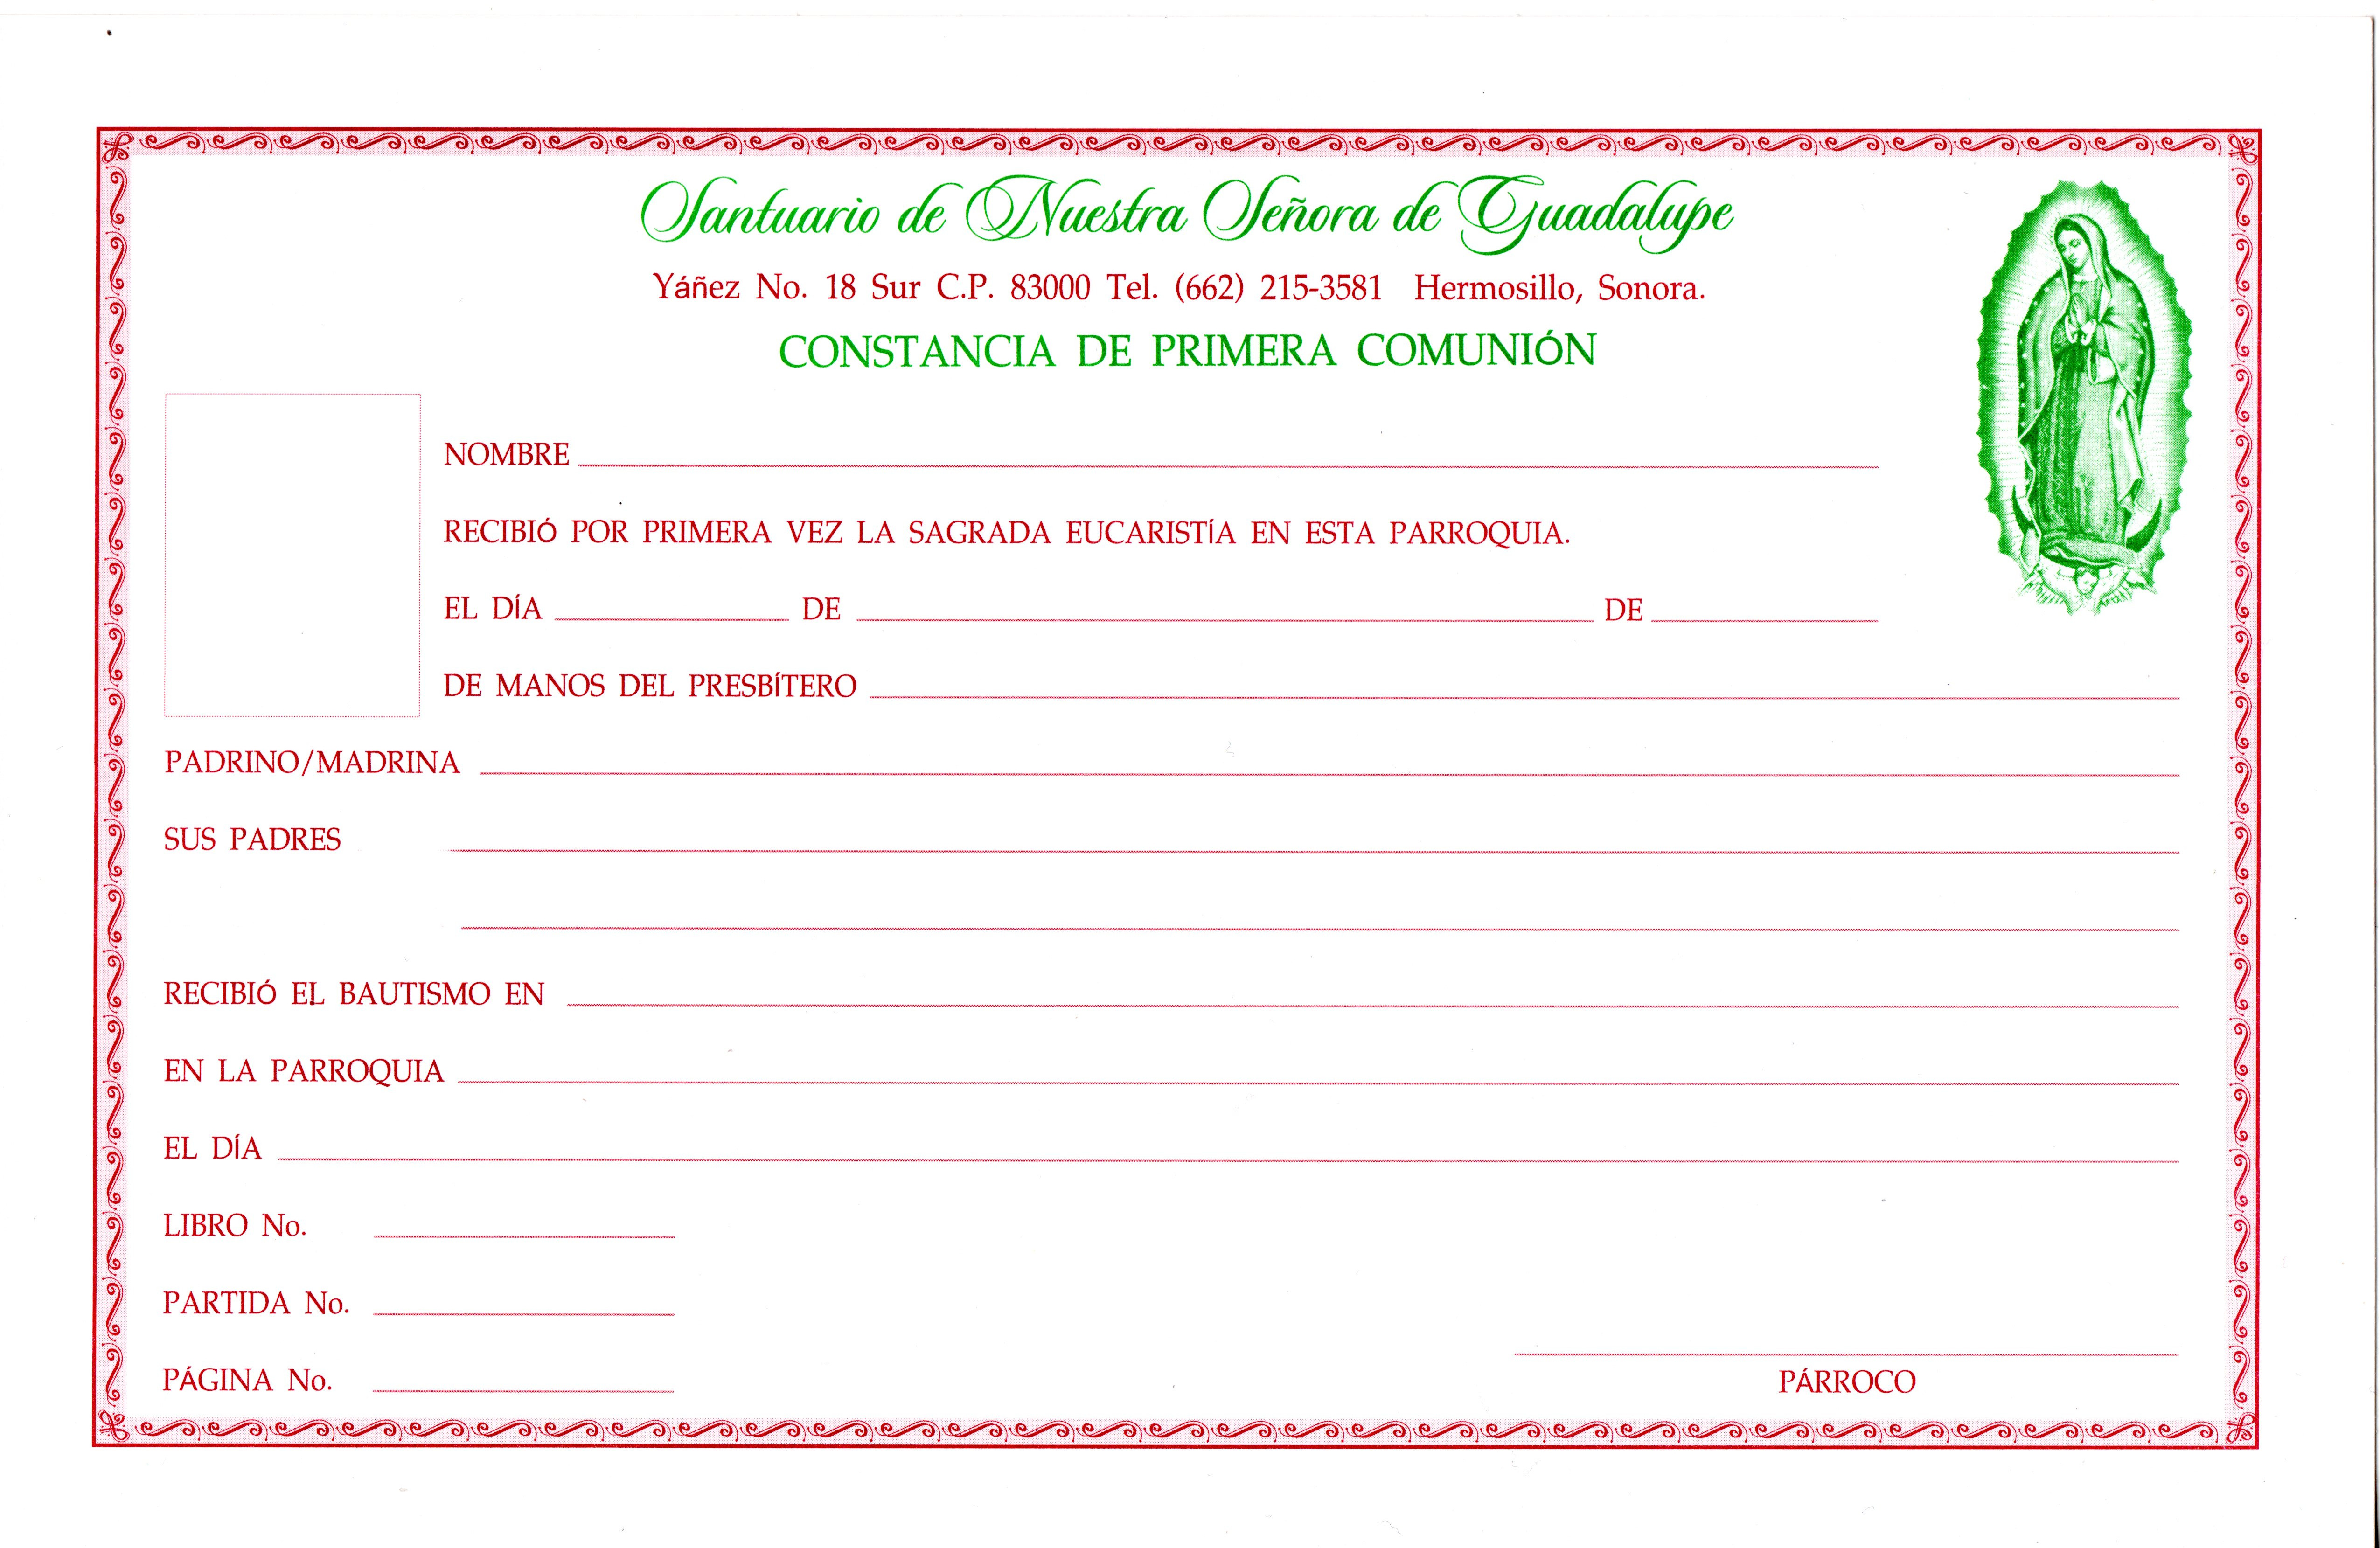 Santuario de Nuestra Señora de Guadalupe
Yáñez No. 18 Sur C.P. 83000 Tel. (662) 215-3581 Hermosillo, Sonora.
CONSTANCIA DE PRIMERA COMUNIÓN
NOMBRE
RECIBIÓ POR PRIMERA VEZ LA SAGRADA EUCARISTÍA EN ESTA PARROQUIA.
EL DÍA DE DE
DE MANOS DEL PRESBÍTERO
PADRINO/MADRINA
SUS PADRES
RECIBIÓ EL BAUTISMO EN
EN LA PARROQUIA
EL DÍA
LIBRO No.
PARTIDA No.
PÁGINA No.
PÁRROCO